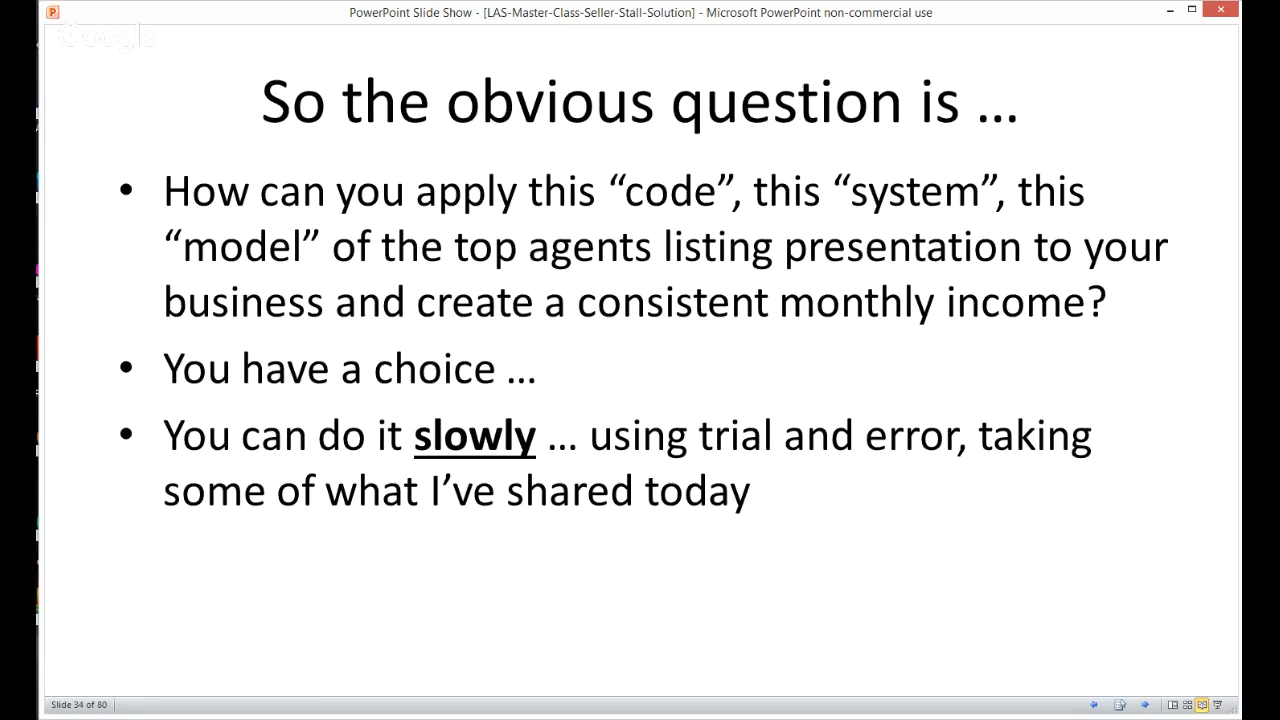 PowerPoint Slide Show - [LAS-Master-Class-Seller-Stall-Solution] - Microsoft PowerPoint non-commercial use
Google
So the obvious question is …
• How can you apply this “code”, this “system”, this
“model” of the top agents listing presentation to your
business and create a consistent monthly income?
• You have a choice …
• You can do it slowly … using trial and error, taking
some of what I’ve shared today
Slide 34 of 80